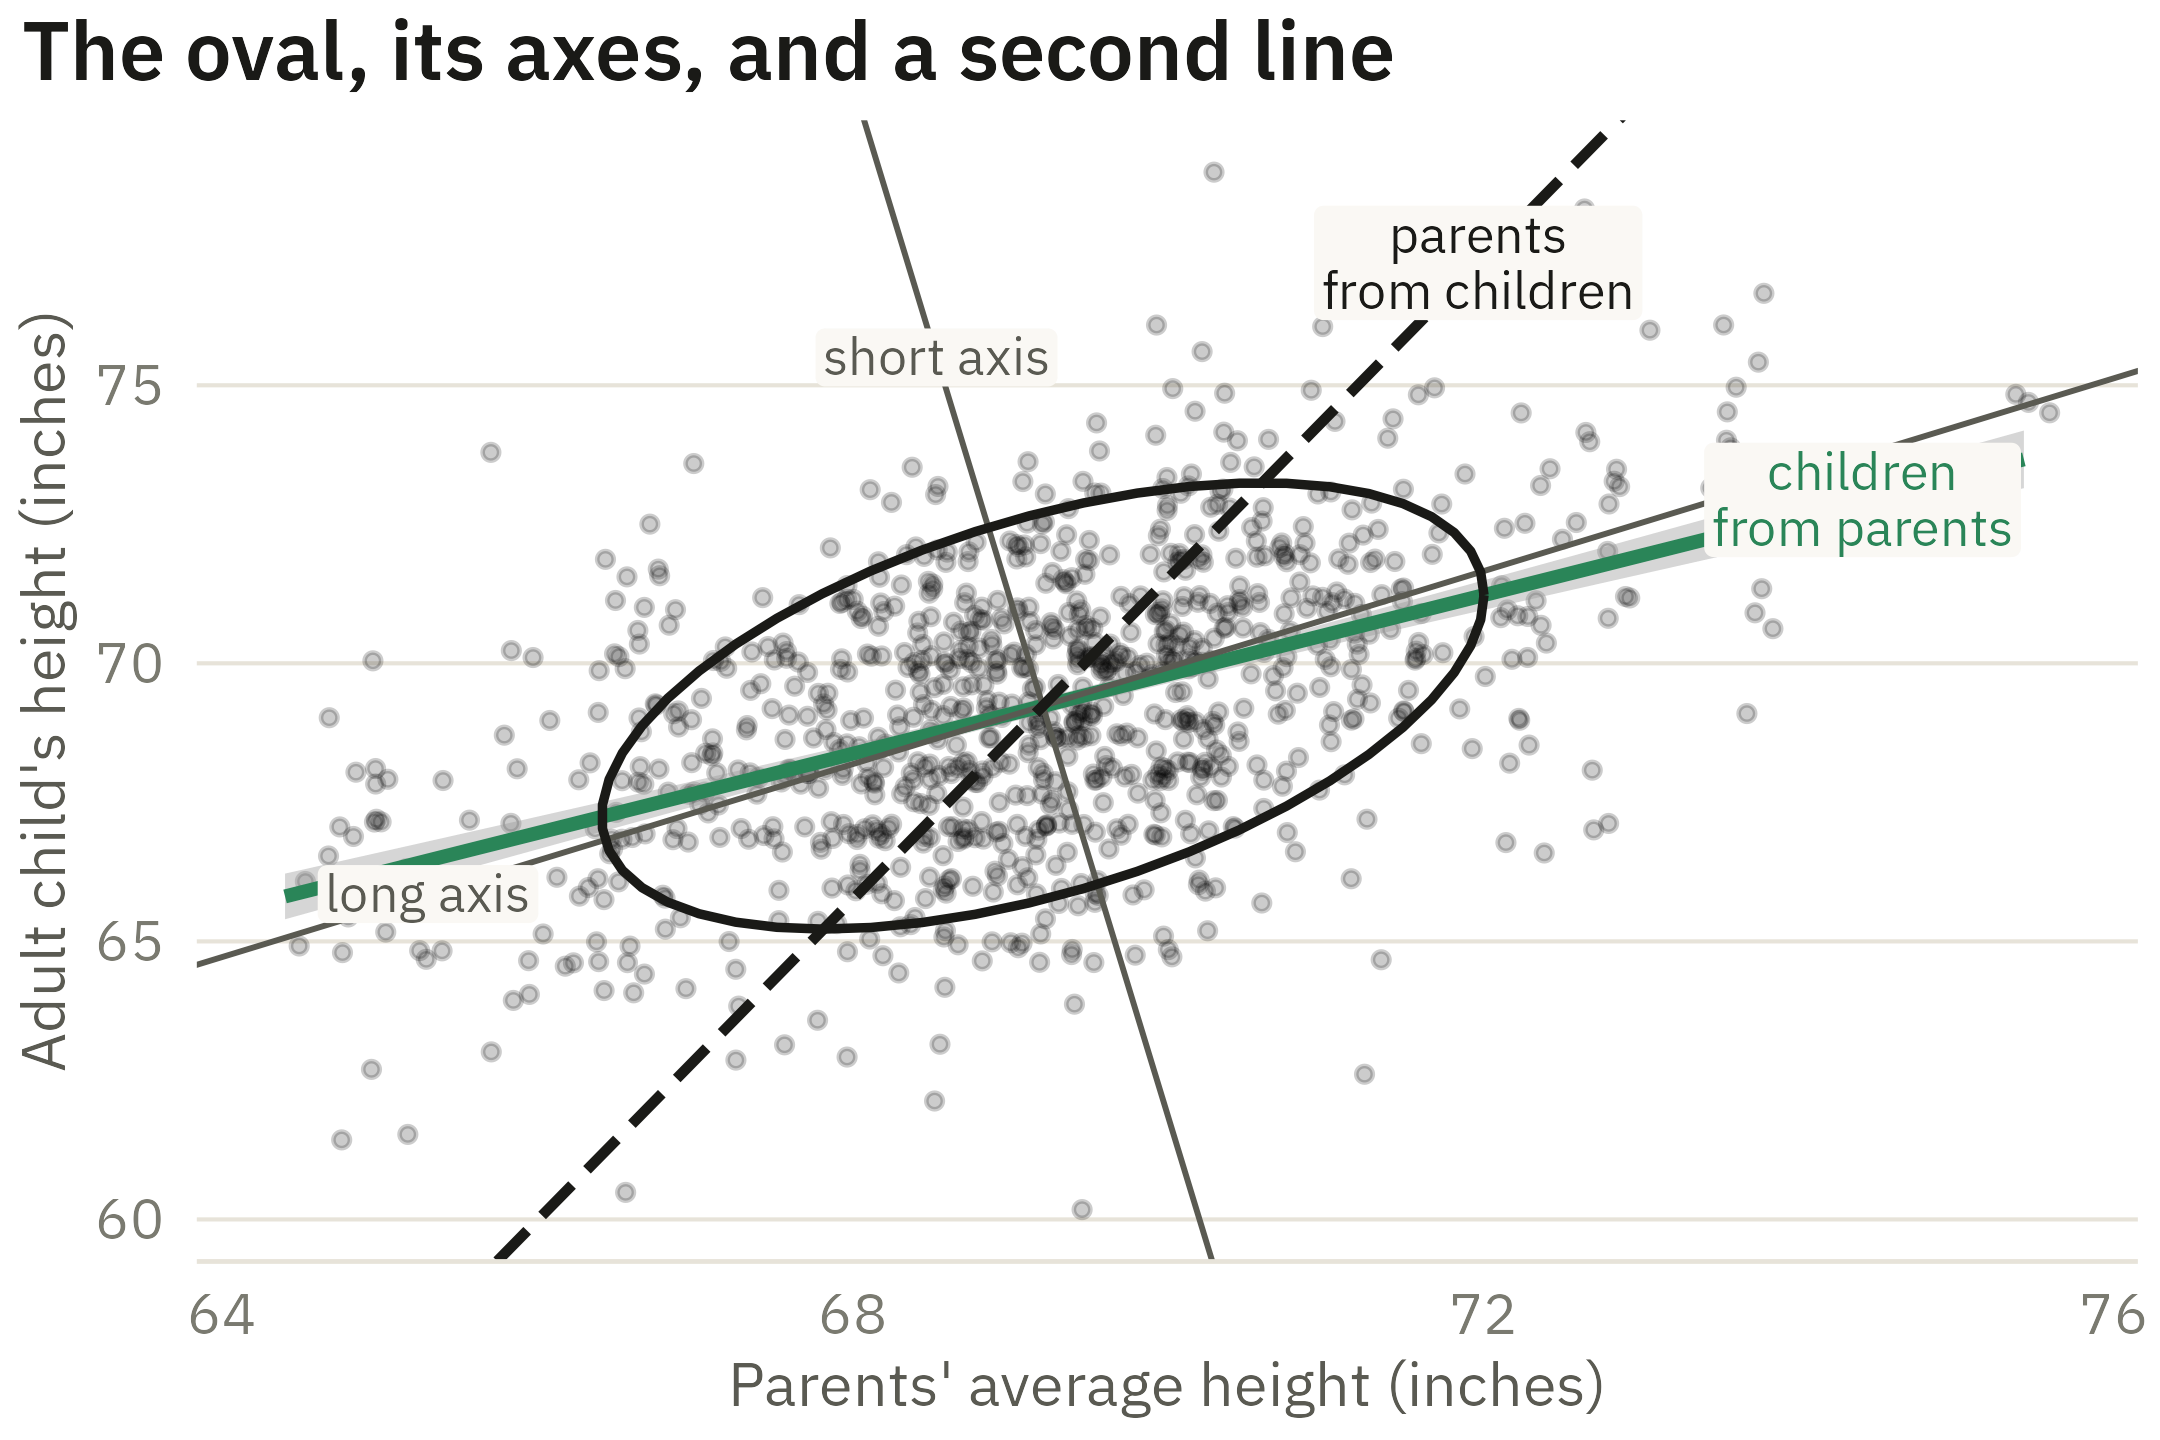 The oval, its axes, and a second line
parents
from children
short axis
children
from parents
long axis
Adult child's height (inches)
75
70
65
60
64
68
72
76
Parents' average height (inches)